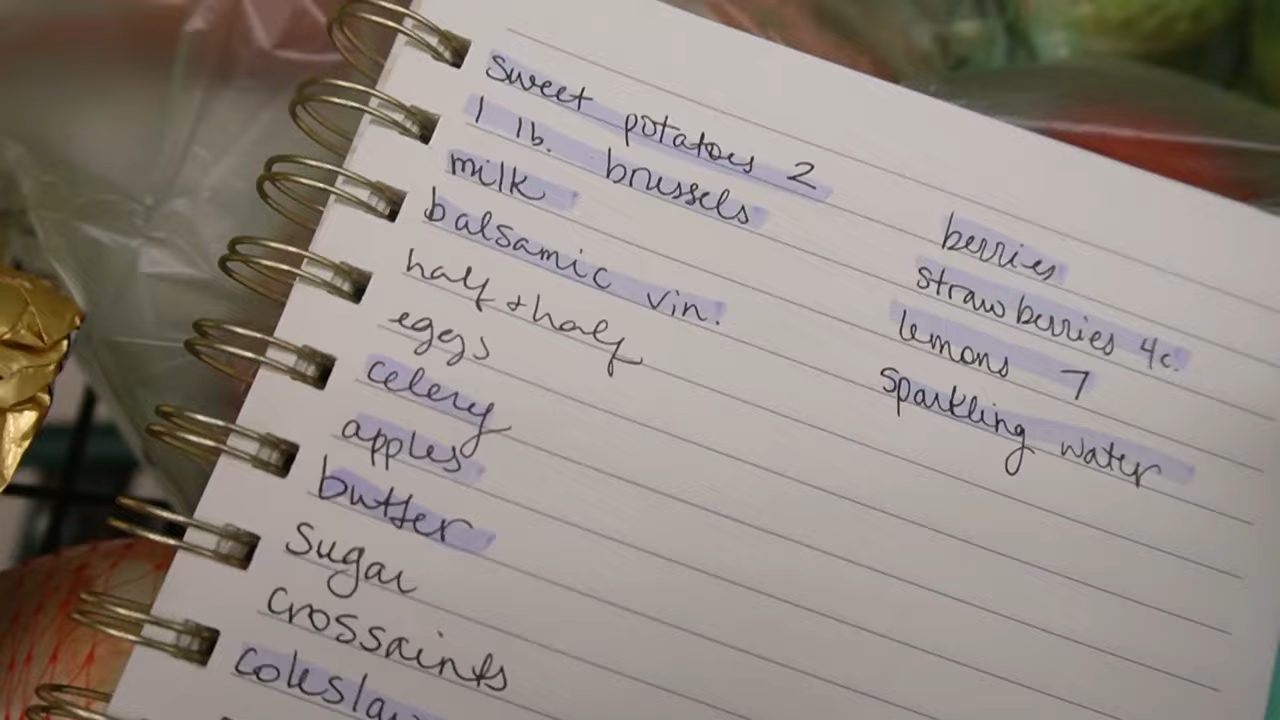 sweet potatoes 2
1 lb. brussels
milk
balsamic vin.
half + half
eggs
celery
apples
butter
Sugar
crossaints
berries
strawberries 4c.
lemons 7
sparkling water